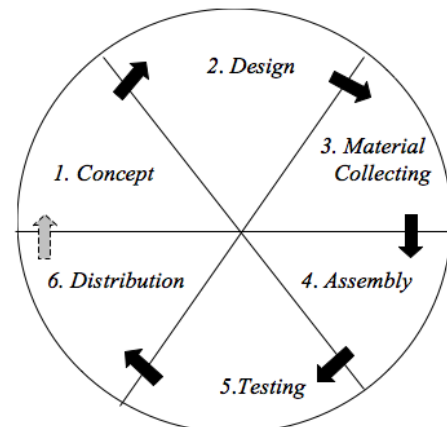 1. Concept
2. Design
3. Material
Collecting
4. Assembly
5.Testing
6. Distribution